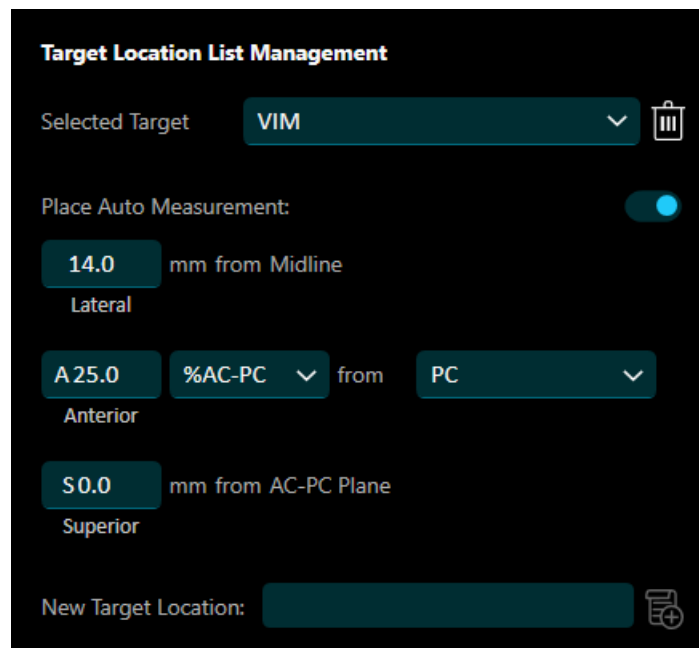 Target Location List Management
Selected Target VIM
Place Auto Measurement:
14.0 mm from Midline
Lateral
A 25.0 %AC-PC from PC
Anterior
S 0.0 mm from AC-PC Plane
Superior
New Target Location: